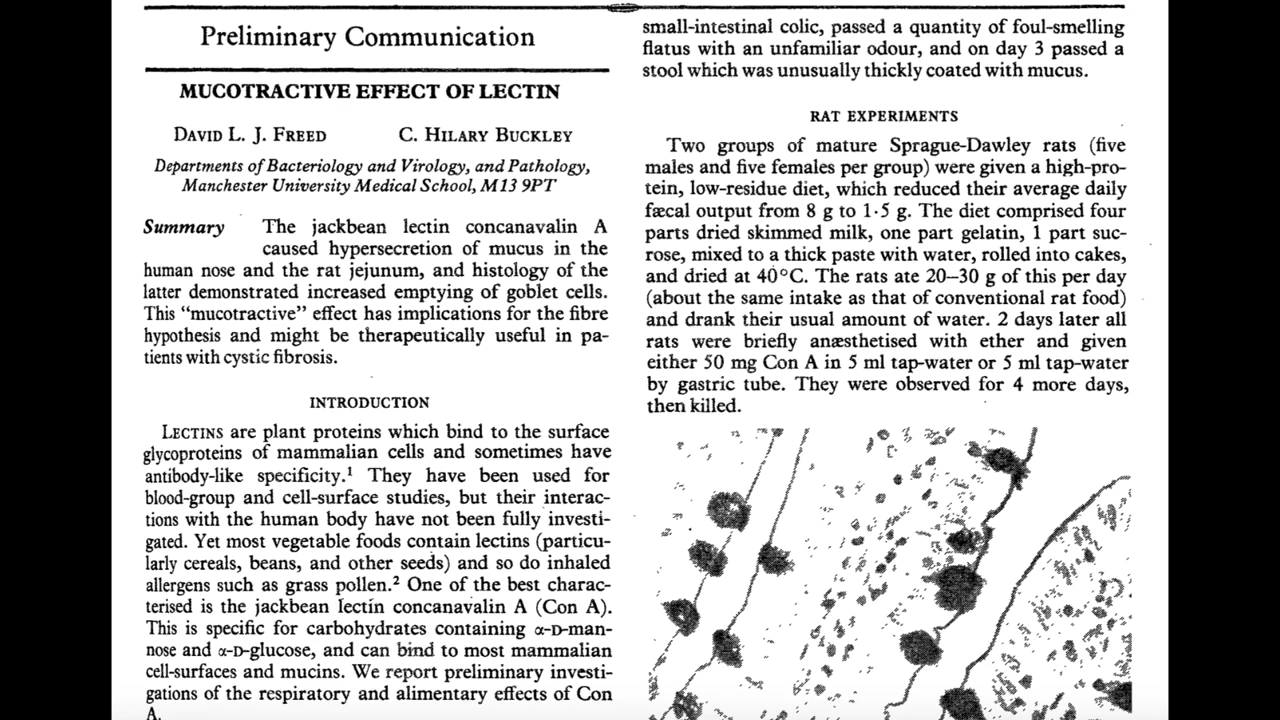 Preliminary Communication
MUCOTRACTIVE EFFECT OF LECTIN
DAVID L. J. FREED C. HILARY BUCKLEY
Departments of Bacteriology and Virology, and Pathology,
Manchester University Medical School, M13 9PT
Summary The jackbean lectin concanavalin A
caused hypersecretion of mucus in the
human nose and the rat jejunum, and histology of the
latter demonstrated increased emptying of goblet cells.
This “mucotractive” effect has implications for the fibre
hypothesis and might be therapeutically useful in pa-
tients with cystic fibrosis.
INTRODUCTION
LECTINS are plant proteins which bind to the surface
glycoproteins of mammalian cells and sometimes have
antibody-like specificity.¹ They have been used for
blood-group and cell-surface studies, but their interac-
tions with the human body have not been fully investi-
gated. Yet most vegetable foods contain lectins (particu-
larly cereals, beans, and other seeds) and so do inhaled
allergens such as grass pollen.² One of the best charac-
terised is the jackbean lectin concanavalin A (Con A).
This is specific for carbohydrates containing α-D-man-
nose and α-D-glucose, and can bind to most mammalian
cell-surfaces and mucins. We report preliminary investi-
gations of the respiratory and alimentary effects of Con
A.
small-intestinal colic, passed a quantity of foul-smelling
flatus with an unfamiliar odour, and on day 3 passed a
stool which was unusually thickly coated with mucus.
RAT EXPERIMENTS
Two groups of mature Sprague-Dawley rats (five
males and five females per group) were given a high-pro-
tein, low-residue diet, which reduced their average daily
fæcal output from 8 g to 1·5 g. The diet comprised four
parts dried skimmed milk, one part gelatin, 1 part suc-
rose, mixed to a thick paste with water, rolled into cakes,
and dried at 40°C. The rats ate 20–30 g of this per day
(about the same intake as that of conventional rat food)
and drank their usual amount of water. 2 days later all
rats were briefly anæsthetised with ether and given
either 50 mg Con A in 5 ml tap-water or 5 ml tap-water
by gastric tube. They were observed for 4 more days,
then killed.